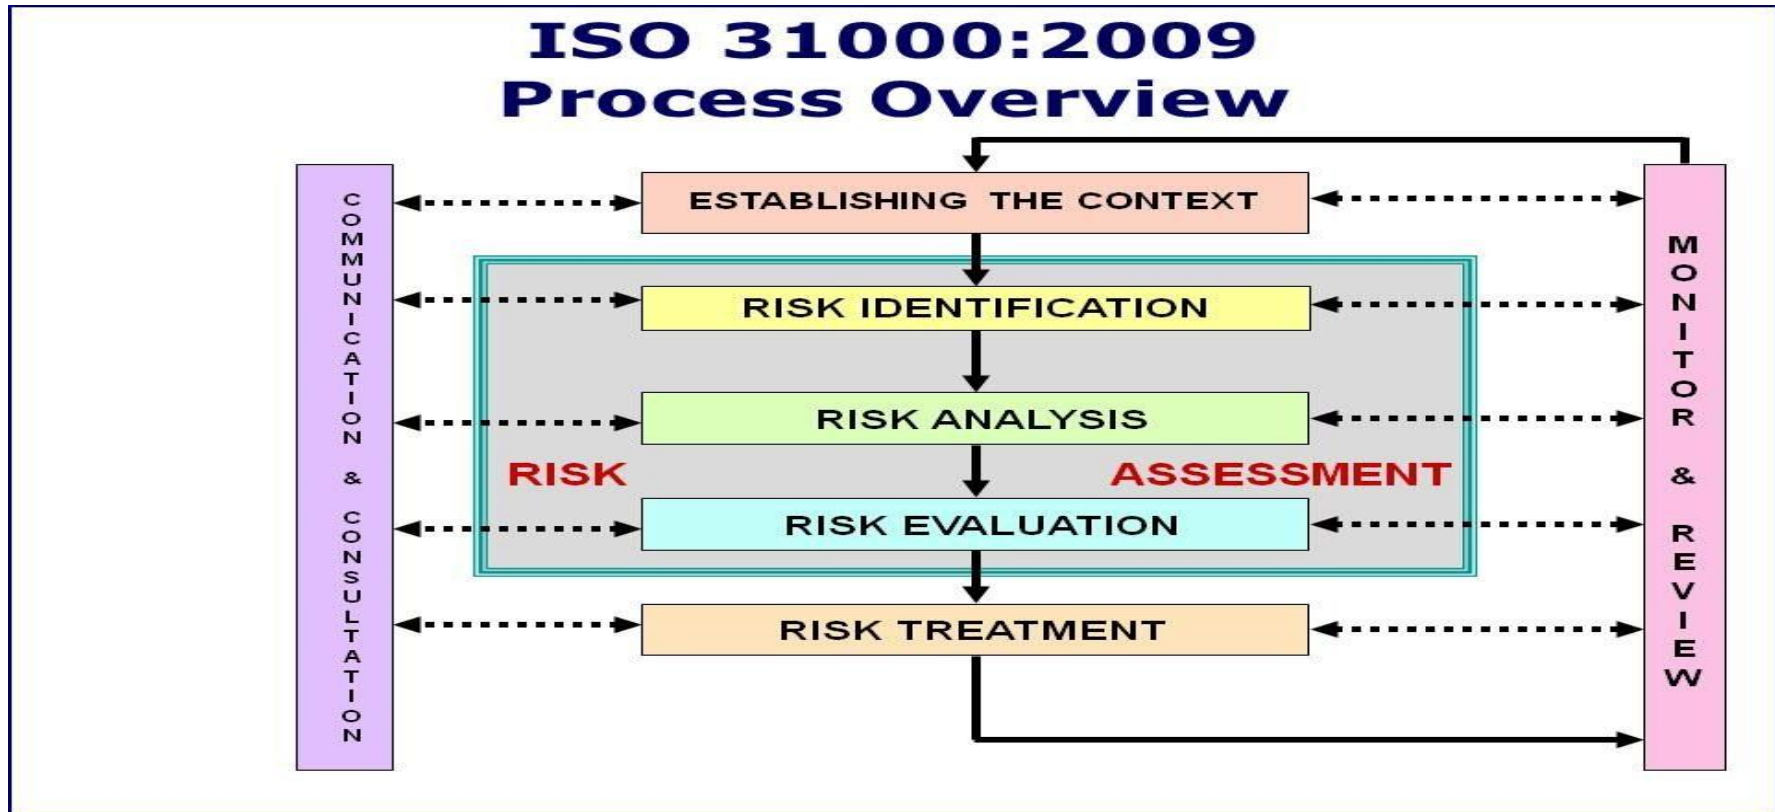 ISO 31000:2009
Process Overview
COMMUNICATION & CONSULTATION
ESTABLISHING THE CONTEXT
RISK IDENTIFICATION
RISK ANALYSIS
RISK ASSESSMENT
RISK EVALUATION
RISK TREATMENT
MONITOR & REVIEW